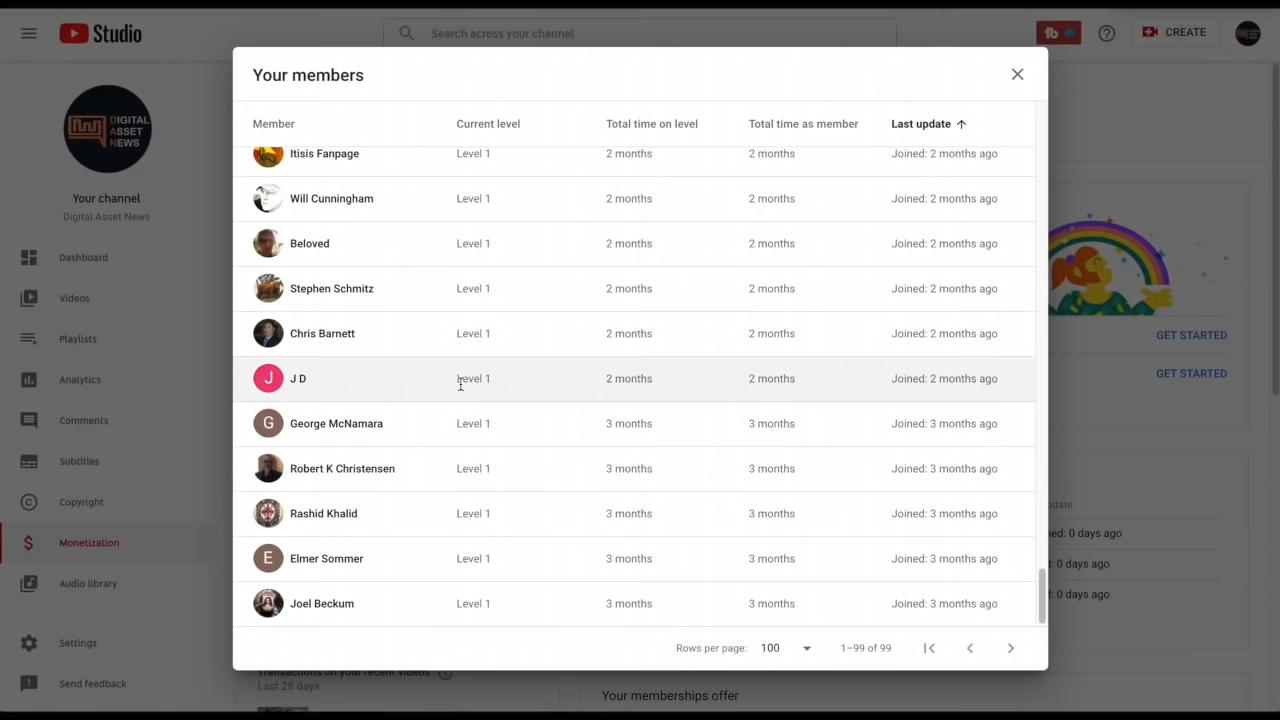 Studio
Search across your channel
tb
CREATE
DIGITAL
ASSET
NEWS
Your channel
Digital Asset News
Dashboard
Videos
Playlists
Analytics
Comments
Subtitles
Copyright
Monetization
Audio library
Settings
Send feedback
Your members
Member Current level Total time on level Total time as member Last update
Itisis Fanpage Level 1 2 months 2 months Joined: 2 months ago
Will Cunningham Level 1 2 months 2 months Joined: 2 months ago
Beloved Level 1 2 months 2 months Joined: 2 months ago
Stephen Schmitz Level 1 2 months 2 months Joined: 2 months ago
Chris Barnett Level 1 2 months 2 months Joined: 2 months ago
J J D Level 1 2 months 2 months Joined: 2 months ago
G George McNamara Level 1 3 months 3 months Joined: 3 months ago
Robert K Christensen Level 1 3 months 3 months Joined: 3 months ago
Rashid Khalid Level 1 3 months 3 months Joined: 3 months ago
E Elmer Sommer Level 1 3 months 3 months Joined: 3 months ago
Joel Beckum Level 1 3 months 3 months Joined: 3 months ago
Rows per page: 100 1–99 of 99
GET STARTED
GET STARTED
date
ned: 0 days ago
: 0 days ago
: 0 days ago
Transactions on your recent videos
Last 28 days
Your memberships offer